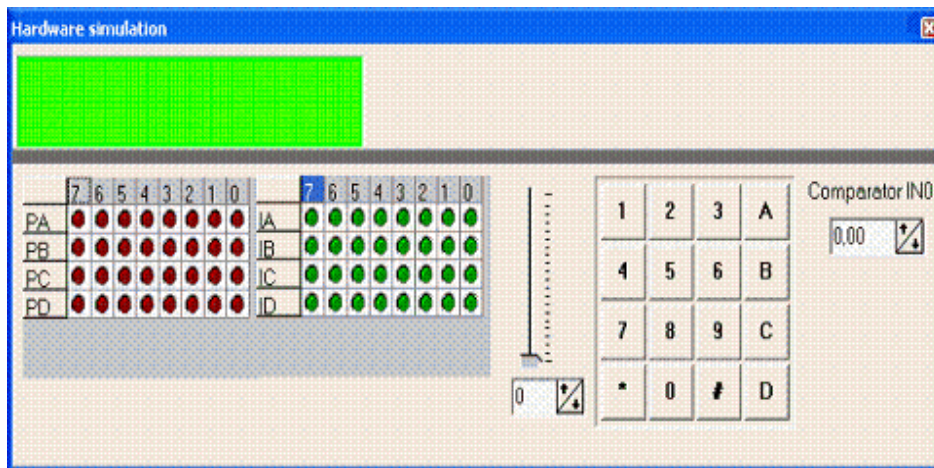 Hardware simulation
7 6 5 4 3 2 1 0
PA
PB
PC
PD
7 6 5 4 3 2 1 0
IA
IB
IC
ID
0
1 2 3 A
4 5 6 B
7 8 9 C
* 0 # D
Comparator IN0
0,00